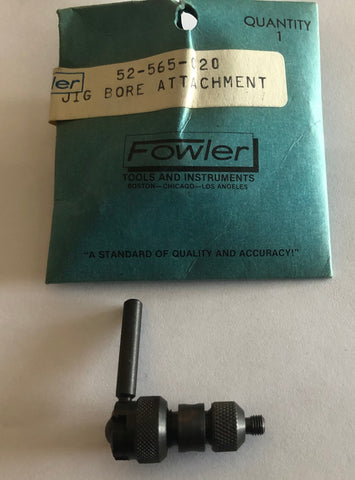 QUANTITY
1
ler
52-565-020
JIG BORE ATTACHMENT
Fowler
TOOLS AND INSTRUMENTS
BOSTON—CHICAGO—LOS ANGELES
"A STANDARD OF QUALITY AND ACCURACY!"